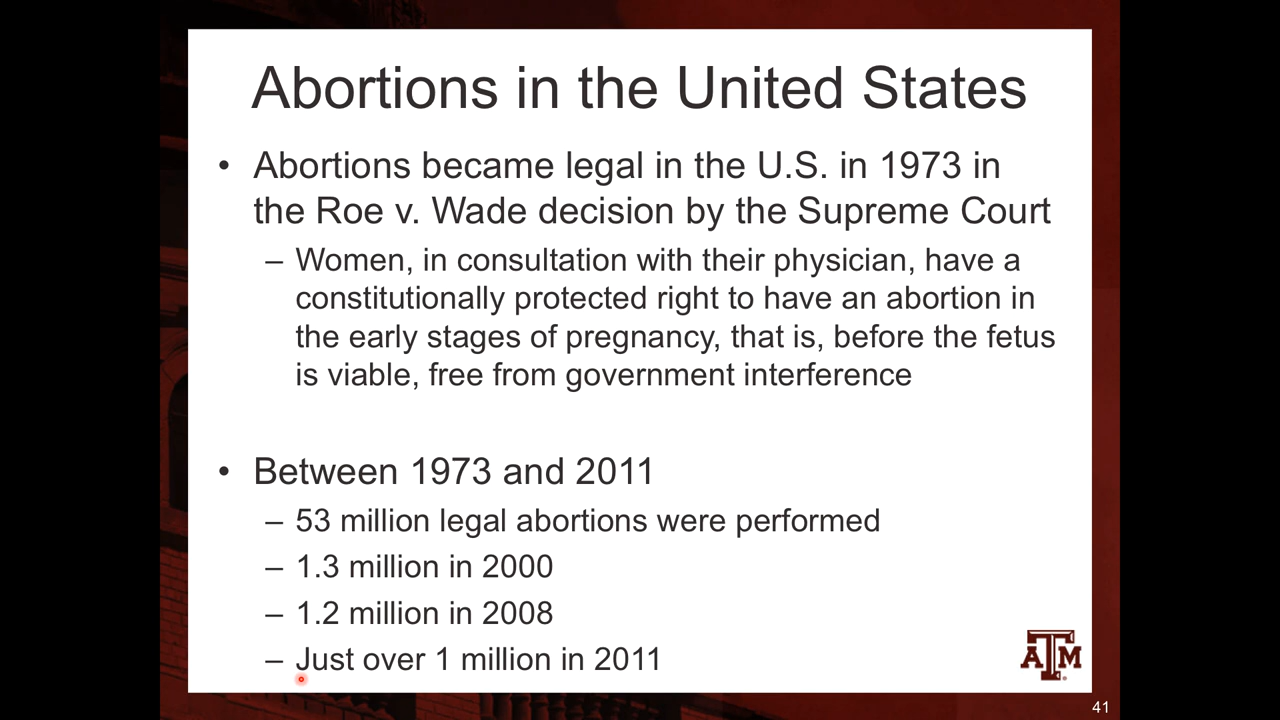 Abortions in the United States
• Abortions became legal in the U.S. in 1973 in
the Roe v. Wade decision by the Supreme Court
– Women, in consultation with their physician, have a
constitutionally protected right to have an abortion in
the early stages of pregnancy, that is, before the fetus
is viable, free from government interference
• Between 1973 and 2011
– 53 million legal abortions were performed
– 1.3 million in 2000
– 1.2 million in 2008
– Just over 1 million in 2011
ATM
41